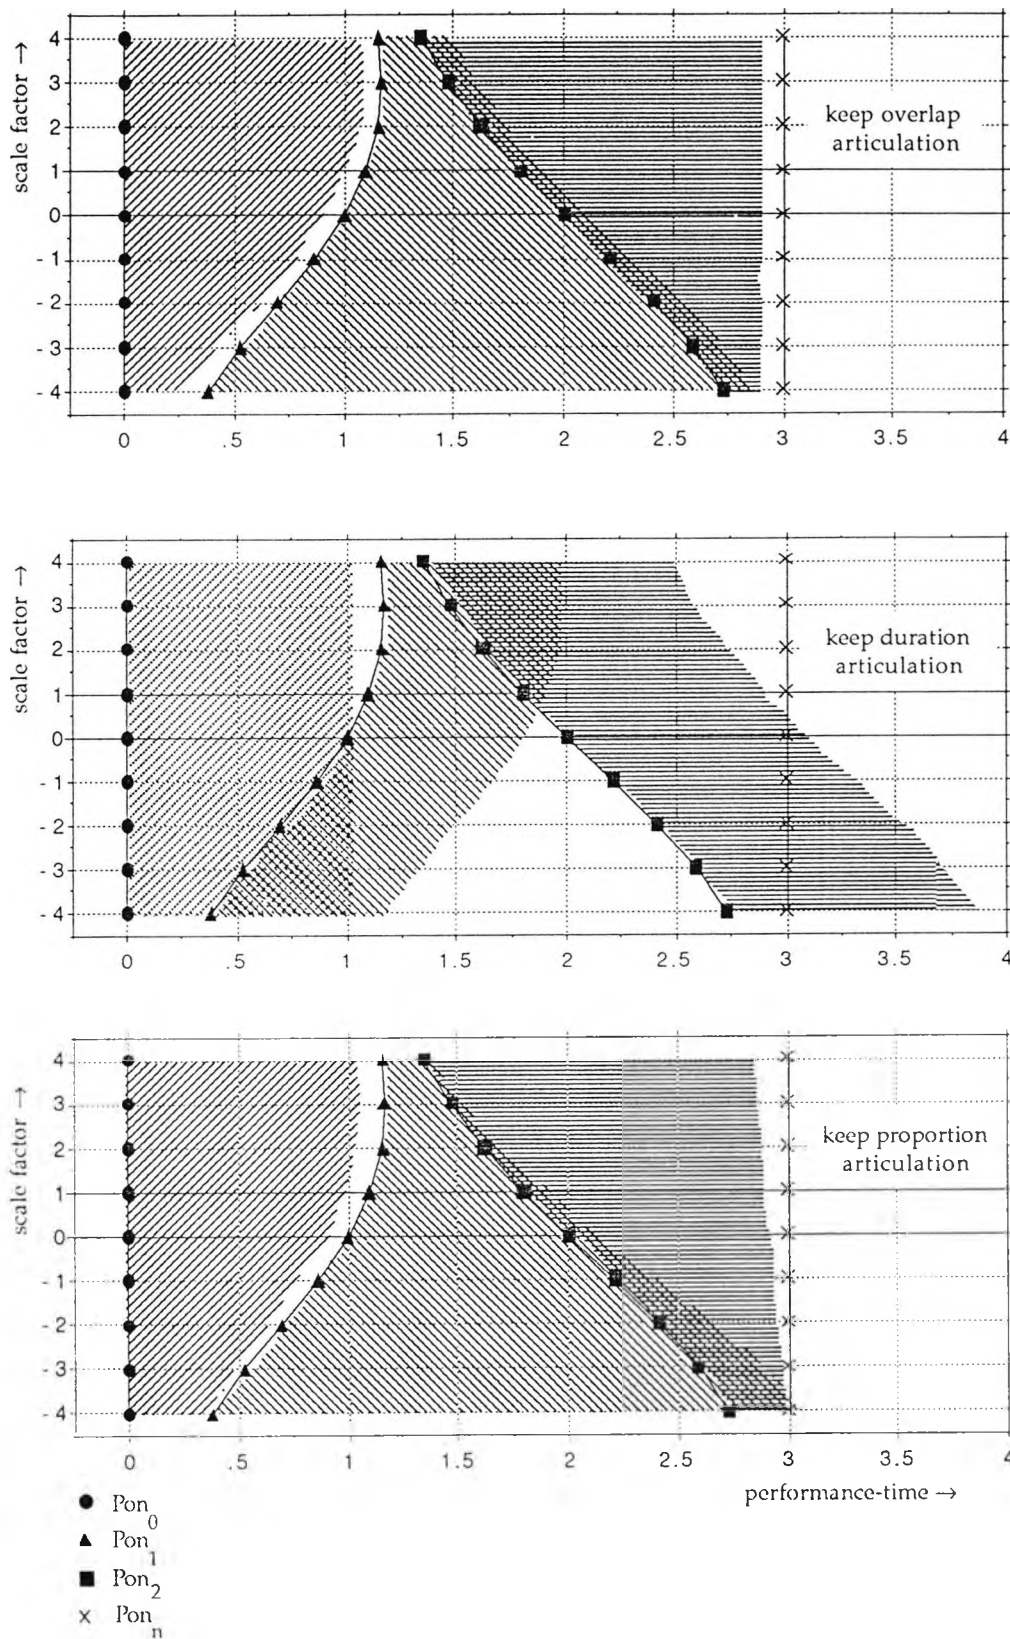 scale factor →
4
3
2
1
0
- 1
- 2
- 3
- 4
keep overlap
articulation
0 .5 1 1.5 2 2.5 3 3.5 4
scale factor →
4
3
2
1
0
- 1
- 2
- 3
- 4
keep duration
articulation
0 .5 1 1.5 2 2.5 3 3.5 4
scale factor →
4
3
2
1
0
- 1
- 2
- 3
- 4
keep proportion
articulation
0 .5 1 1.5 2 2.5 3 3.5 4
performance-time →
Pon0
Pon1
Pon2
Ponn